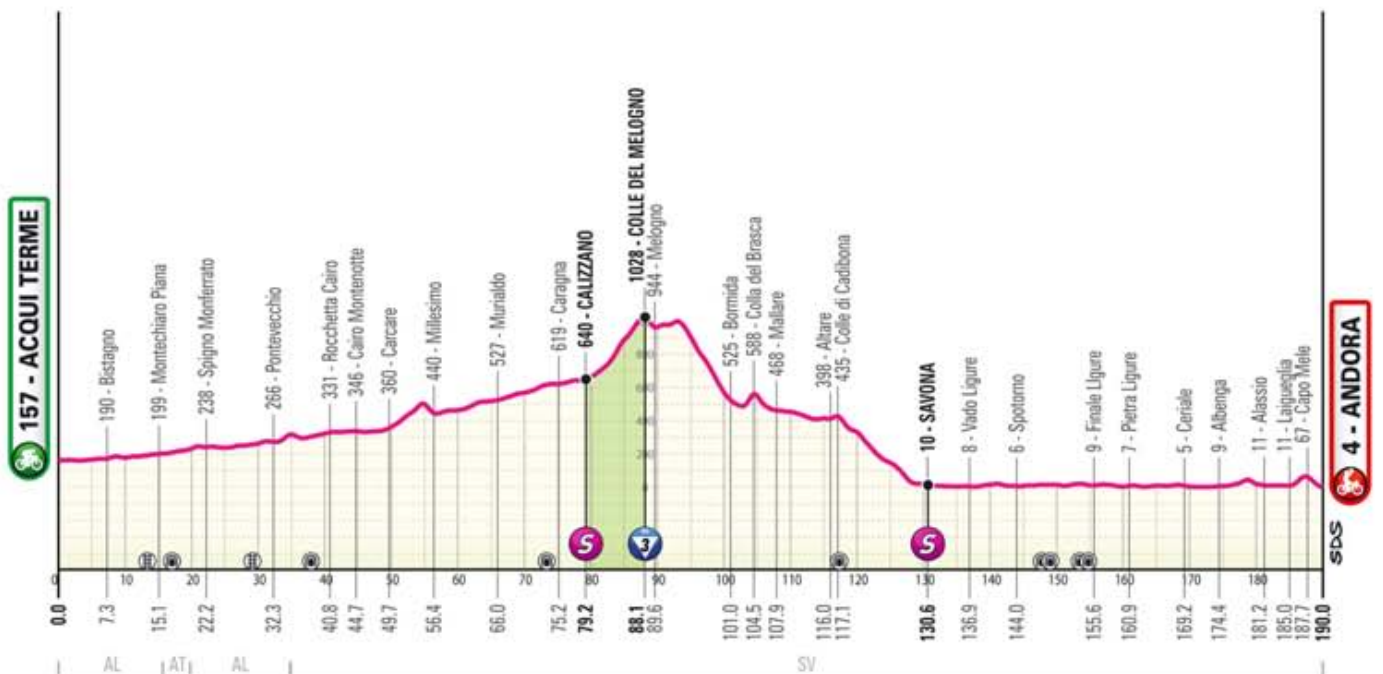 157 - ACQUI TERME
190 - Bistagno
199 - Montechiaro Piana
238 - Spigno Monferrato
266 - Pontevecchio
331 - Rocchetta Cairo
346 - Cairo Montenotte
360 - Carcare
440 - Millesimo
527 - Murialdo
619 - Caragna
640 - CALIZZANO
1028 - COLLE DEL MELOGNO
944 - Melogno
525 - Bormida
588 - Colla del Brasca
468 - Mallare
398 - Altare
435 - Colle di Cadibona
10 - SAVONA
8 - Vado Ligure
6 - Spotorno
9 - Finale LIgure
7 - Pietra Ligure
5 - Ceriale
9 - Albenga
11 - Alassio
11 - Laigueglia
67 - Capo Mele
4 - ANDORA
800
600
400
200
0
S
3
S
SDS
0 10 20 30 40 50 60 70 80 90 100 110 120 130 140 150 160 170 180
0.0 7.3 15.1 22.2 32.3 40.8 44.7 49.7 56.4 66.0 75.2 79.2 88.1 89.6 101.0 104.5 107.9 116.0 117.1 130.6 136.9 144.0 155.6 160.9 169.2 174.4 181.2 185.0 187.7 190.0
AL AT AL SV